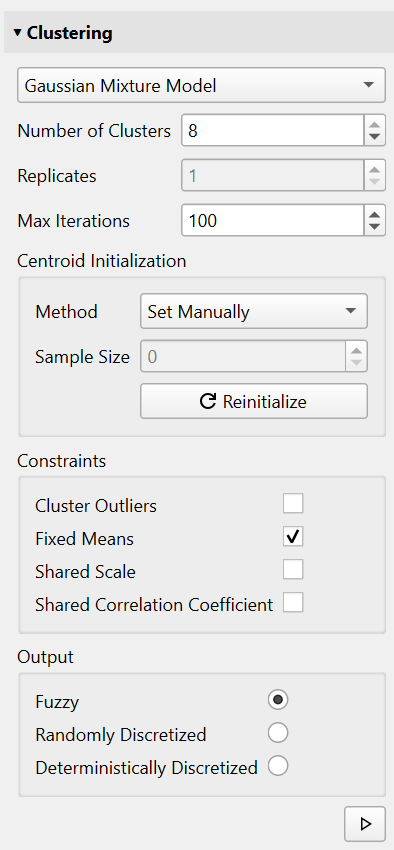 Clustering
Gaussian Mixture Model
Number of Clusters 8
Replicates 1
Max Iterations 100
Centroid Initialization
Method Set Manually
Sample Size 0
Reinitialize
Constraints
Cluster Outliers
Fixed Means
Shared Scale
Shared Correlation Coefficient
Output
Fuzzy
Randomly Discretized
Deterministically Discretized